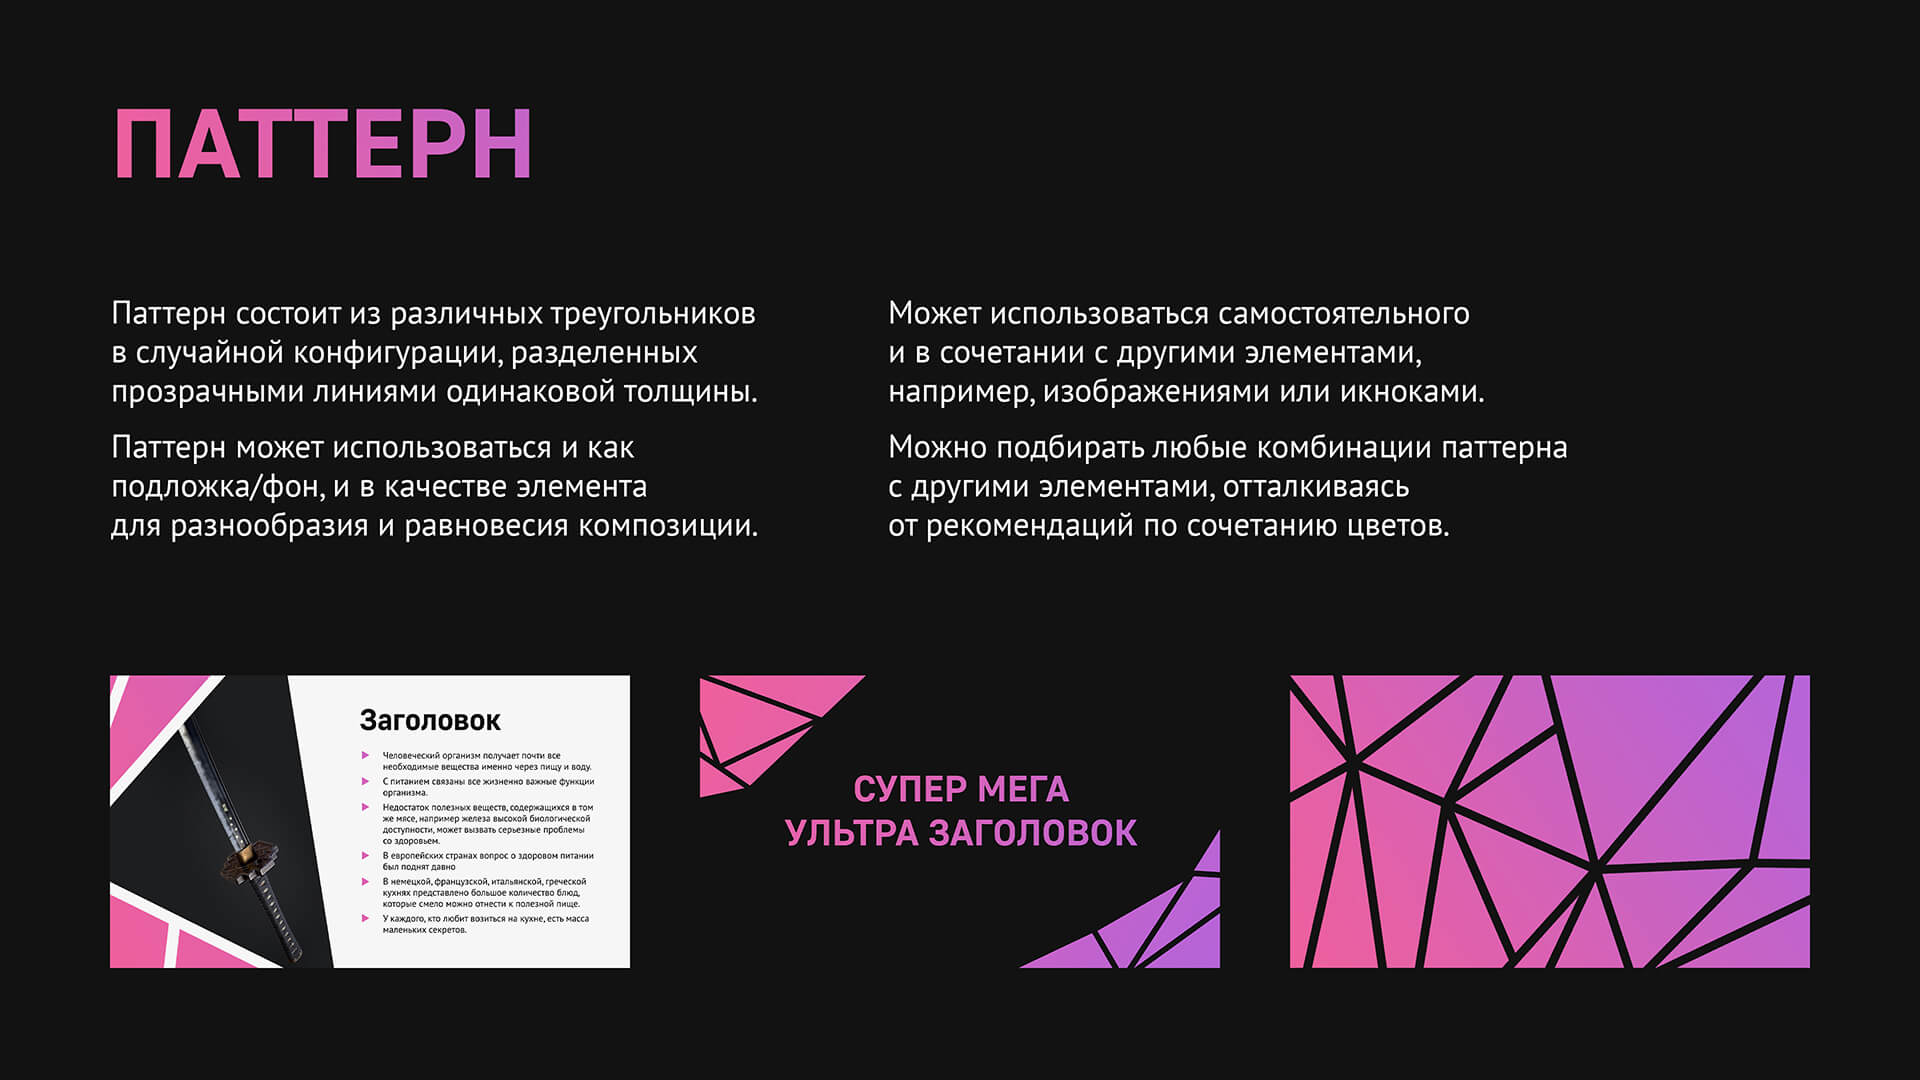 ПАТТЕРН
Паттерн состоит из различных треугольников
в случайной конфигурации, разделенных
прозрачными линиями одинаковой толщины.
Паттерн может использоваться и как
подложка/фон, и в качестве элемента
для разнообразия и равновесия композиции.
Может использоваться самостоятельного
и в сочетании с другими элементами,
например, изображениями или икноками.
Можно подбирать любые комбинации паттерна
с другими элементами, отталкиваясь
от рекомендаций по сочетанию цветов.
Заголовок
Человеческий организм получает почти все
необходимые вещества именно через пищу и воду.
С питанием связаны все жизненно важные функции
организма.
Недостаток полезных веществ, содержащихся в том
же мясе, например железа высокой биологической
доступности, может вызвать серьезные проблемы
со здоровьем.
В европейских странах вопрос о здоровом питании
был поднят давно
В немецкой, французской, итальянской, греческой
кухнях представлено большое количество блюд,
которые смело можно отнести к полезной пище.
У каждого, кто любит возиться на кухне, есть масса
маленьких секретов.
СУПЕР МЕГА
УЛЬТРА ЗАГОЛОВОК